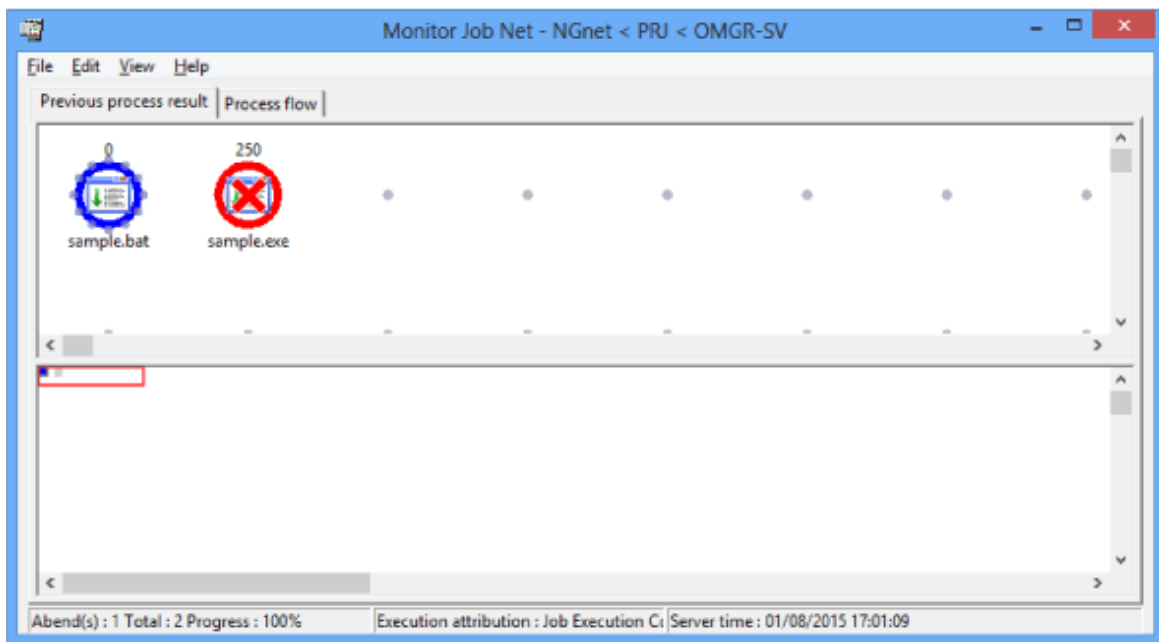 Monitor Job Net - NGnet < PRJ < OMGR-SV
File Edit View Help
Previous process result Process flow
0 250
sample.bat sample.exe
Abend(s) : 1 Total : 2 Progress : 100% Execution attribution : Job Execution Server time : 01/08/2015 17:01:09